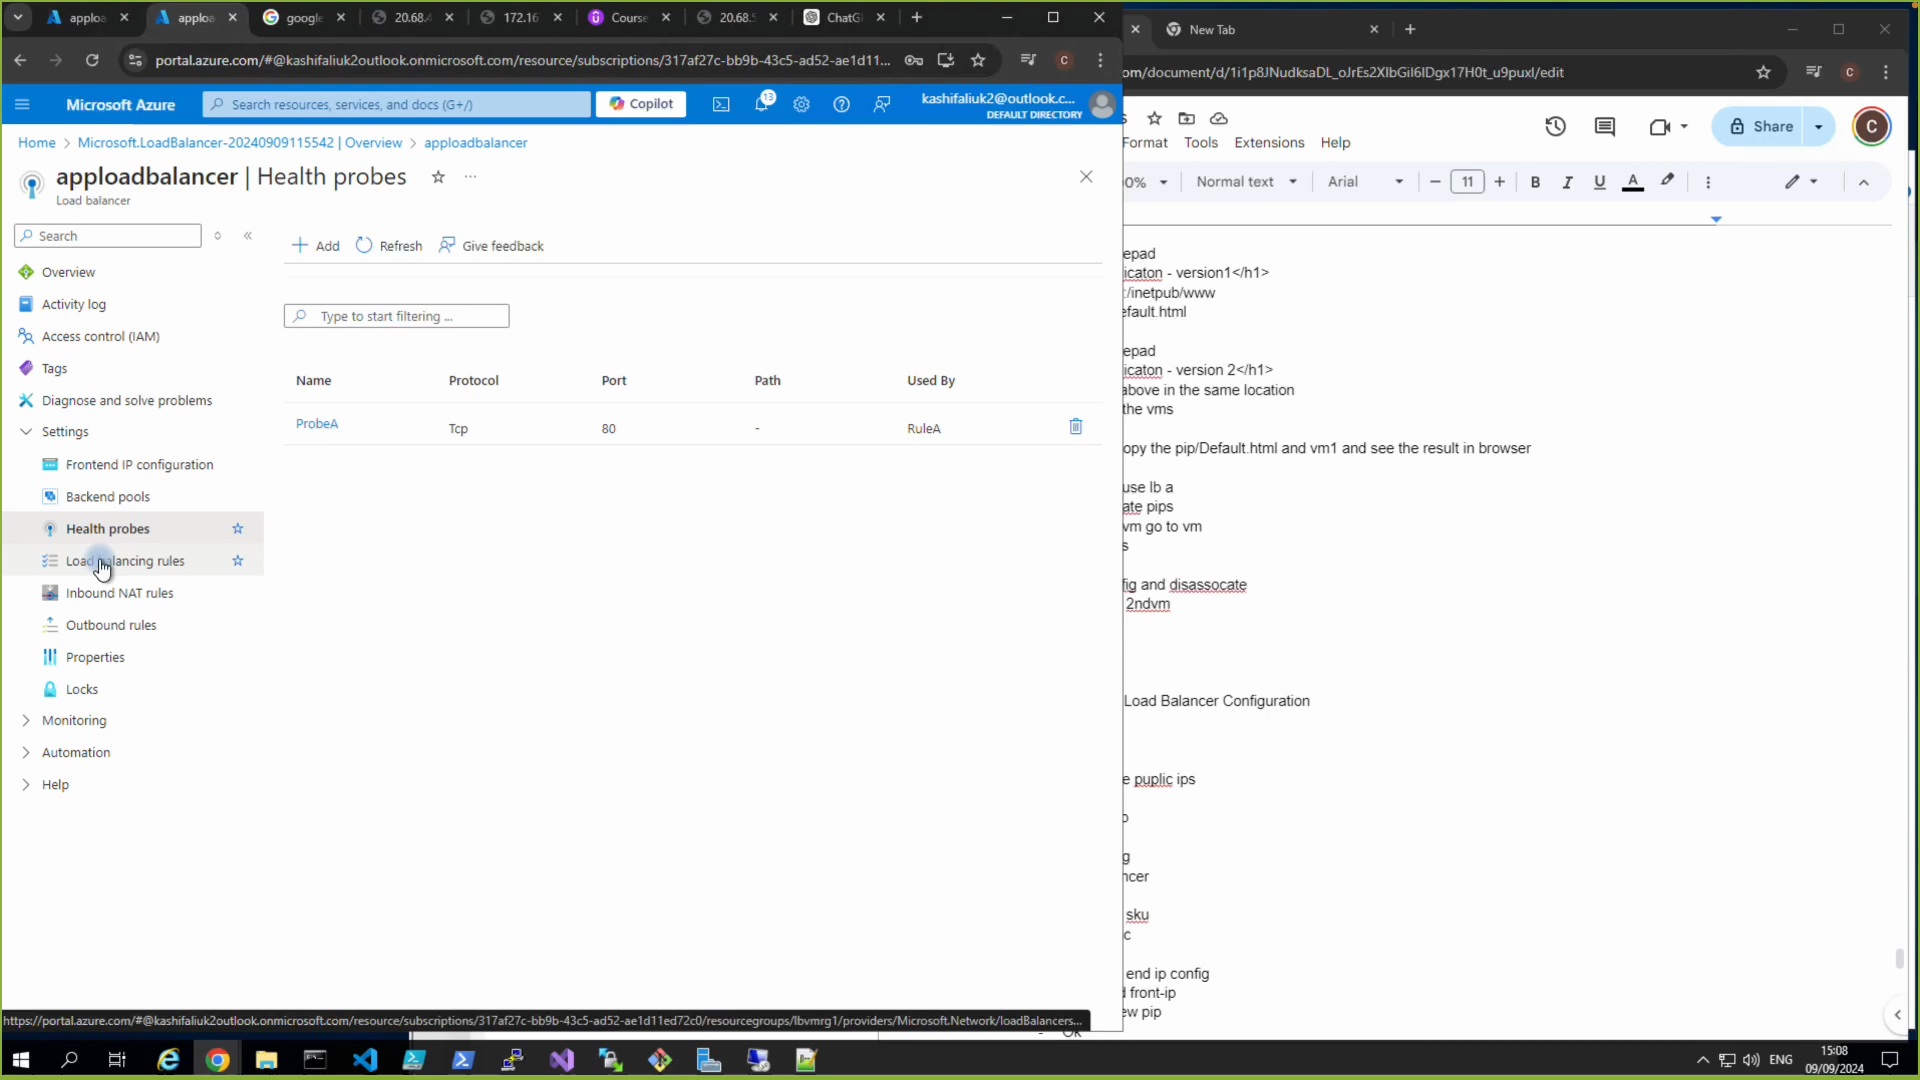 apploa
apploa
google
20.68.
172.16
Course
20.68.
ChatG
New Tab
portal.azure.com/#@kashifaliuk2outlook.onmicrosoft.com/resource/subscriptions/317af27c-bb9b-43c5-ad52-ae1d11...
C
om/document/d/1i1p8JNudksaDL_oJrEs2XIbGil6IDgx17H0t_u9puxI/edit
C
Microsoft Azure
Search resources, services, and docs (G+/)
Copilot
13
kashifaliuk2@outlook.c...
DEFAULT DIRECTORY
Share
C
Format Tools Extensions Help
Home > Microsoft.LoadBalancer-20240909115542 | Overview > apploadbalancer
apploadbalancer | Health probes
Load balancer
0% Normal text Arial 11 B I U A
Search
Add Refresh Give feedback
Overview
Activity log
Access control (IAM)
Tags
Diagnose and solve problems
Settings
Frontend IP configuration
Backend pools
Health probes
Load balancing rules
Inbound NAT rules
Outbound rules
Properties
Locks
Monitoring
Automation
Help
Type to start filtering ...
Name Protocol Port Path Used By
ProbeA Tcp 80 - RuleA
epad
icaton - version1</h1>
:/inetpub/www
efault.html
epad
icaton - version 2</h1>
above in the same location
the vms
opy the pip/Default.html and vm1 and see the result in browser
use lb a
ate pips
vm go to vm
s
fig and disassocate
2ndvm
Load Balancer Configuration
e puplic ips
g
ncer
sku
c
end ip config
d front-ip
ew pip
https://portal.azure.com/#@kashifaliuk2outlook.onmicrosoft.com/resource/subscriptions/317af27c-bb9b-43c5-ad52-ae1d11ed72c0/resourcegroups/lbvmrg1/providers/Microsoft.Network/loadBalancers...
ENG
15:08
09/09/2024